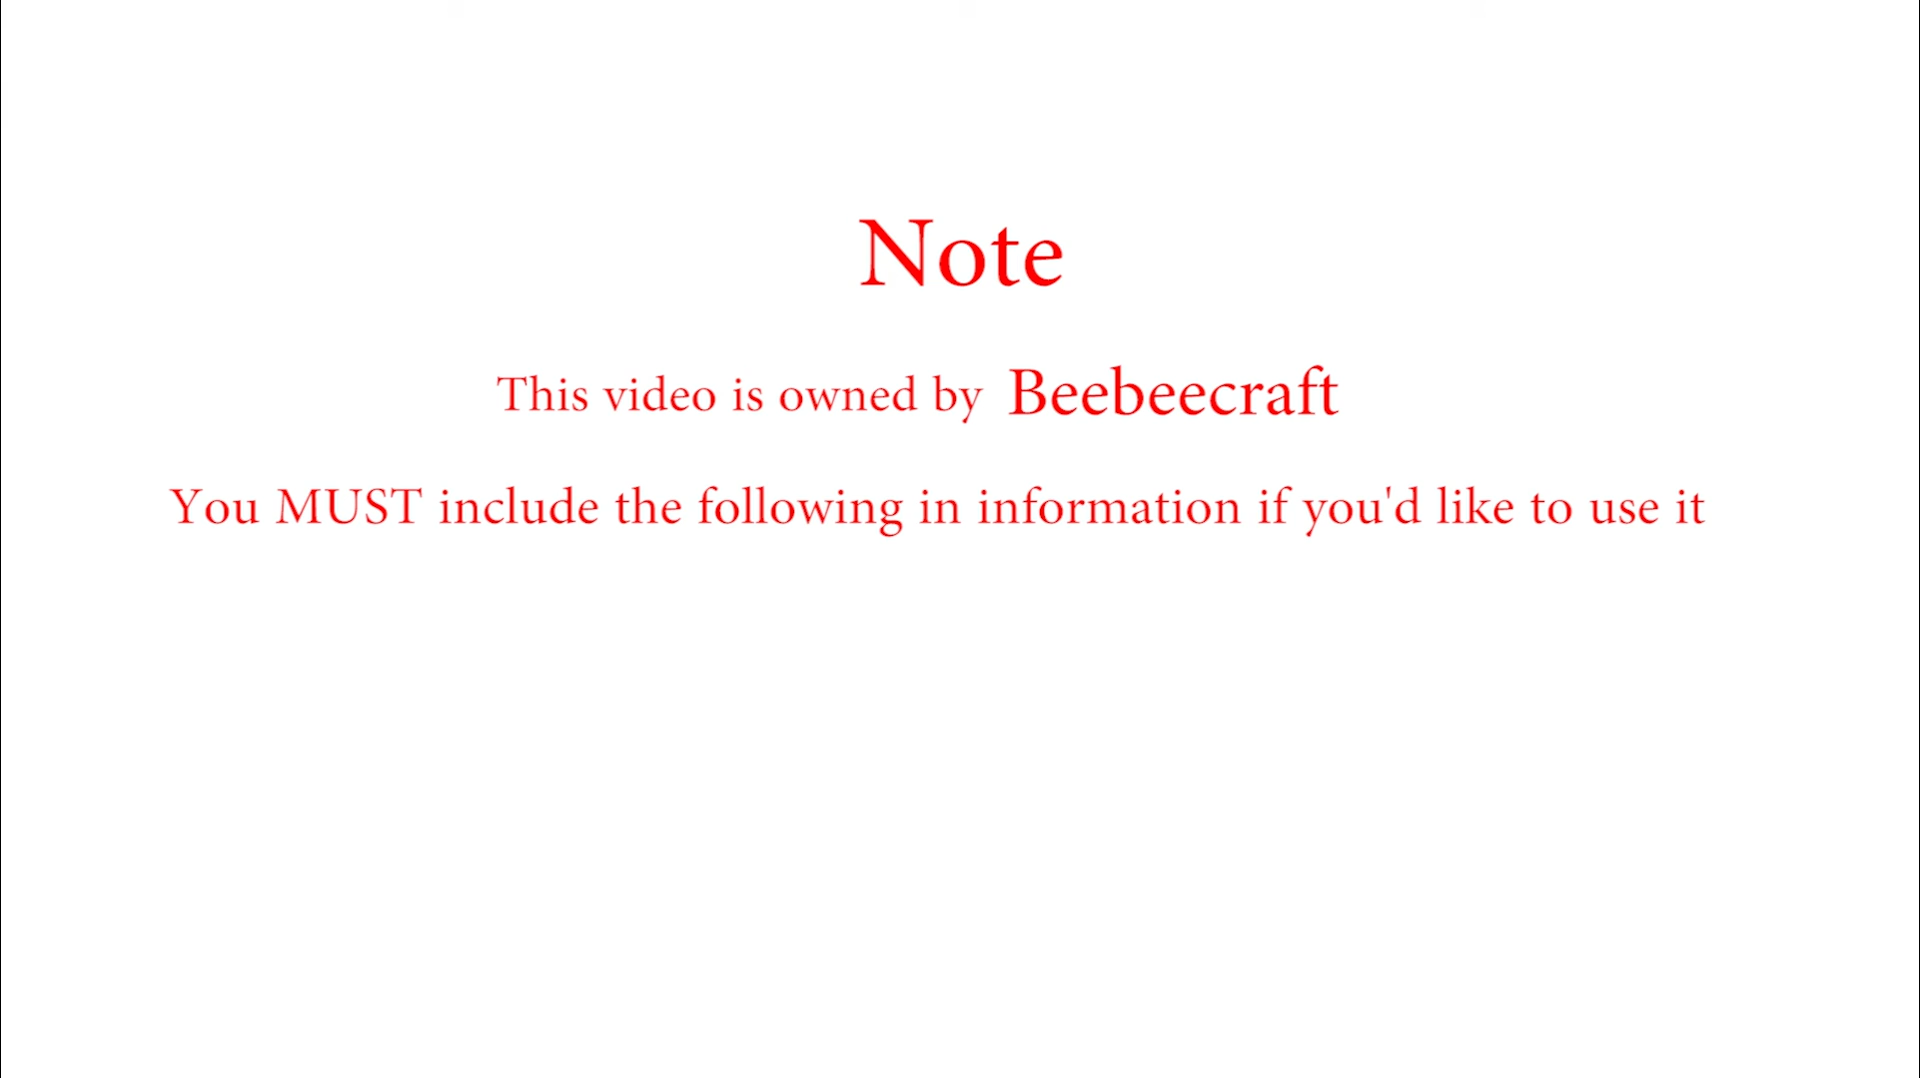 Note
This video is owned by Beebeecraft
You MUST include the following in information if you'd like to use it